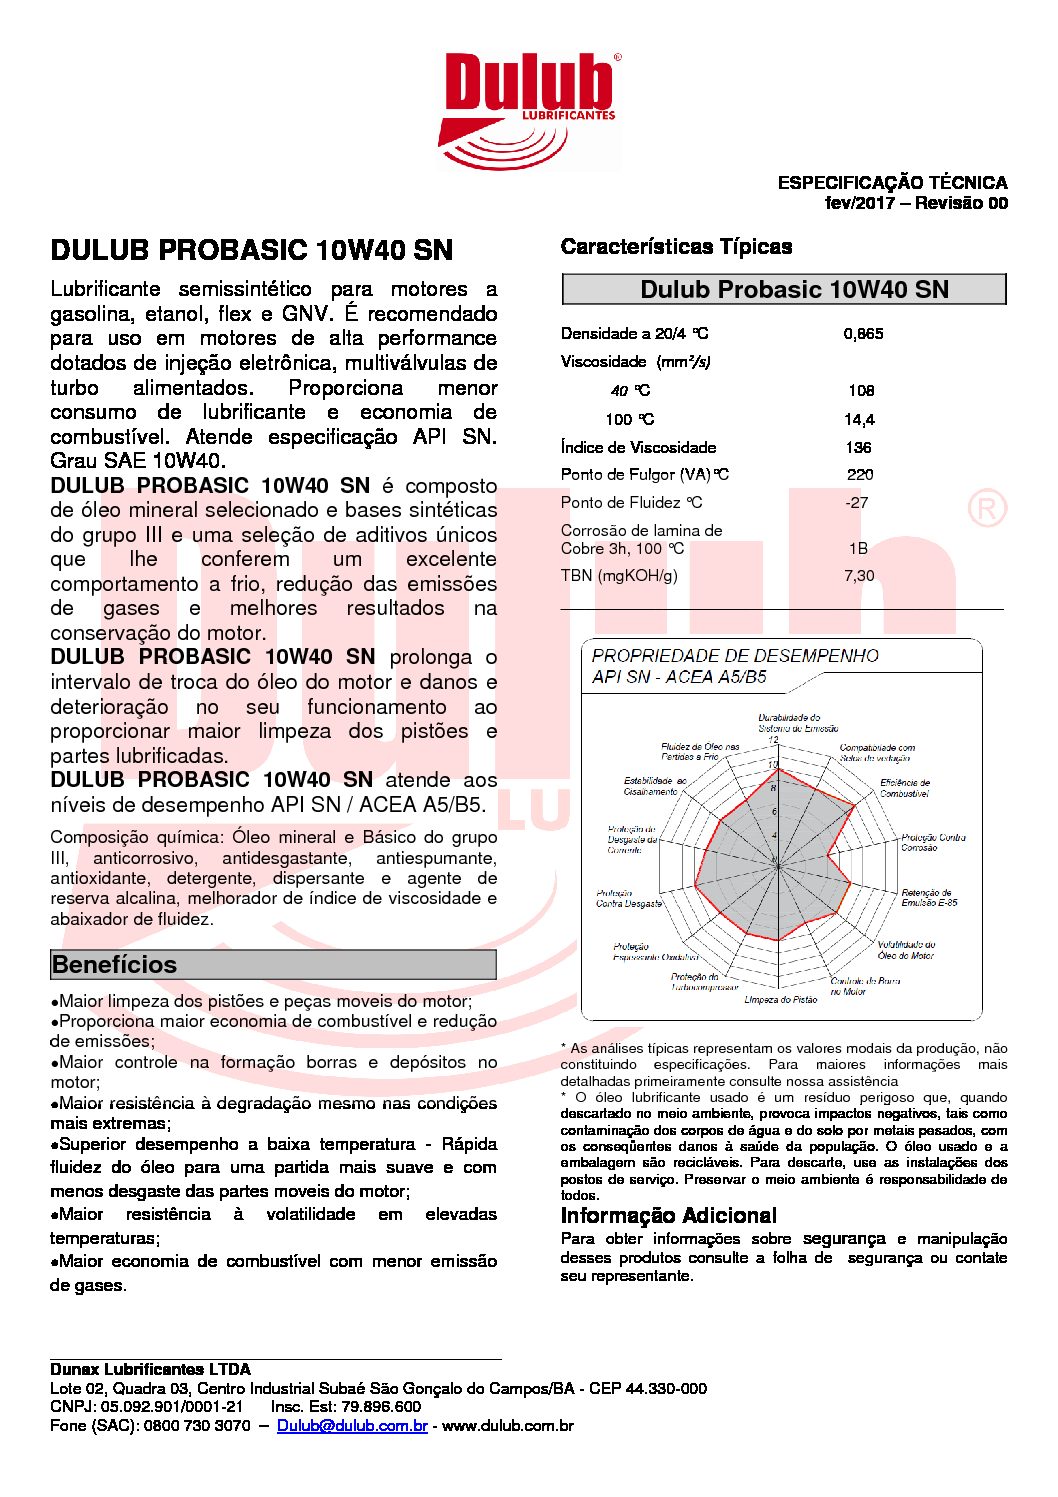 Dulub®
LUBRIFICANTES
ESPECIFICAÇÃO TÉCNICA
fev/2017 – Revisão 00
DULUB PROBASIC 10W40 SN
Lubrificante semissintético para motores a
gasolina, etanol, flex e GNV. É recomendado
para uso em motores de alta performance
dotados de injeção eletrônica, multiválvulas de
turbo alimentados. Proporciona menor
consumo de lubrificante e economia de
combustível. Atende especificação API SN.
Grau SAE 10W40.
DULUB PROBASIC 10W40 SN é composto
de óleo mineral selecionado e bases sintéticas
do grupo III e uma seleção de aditivos únicos
que lhe conferem um excelente
comportamento a frio, redução das emissões
de gases e melhores resultados na
conservação do motor.
DULUB PROBASIC 10W40 SN prolonga o
intervalo de troca do óleo do motor e danos e
deterioração no seu funcionamento ao
proporcionar maior limpeza dos pistões e
partes lubrificadas.
DULUB PROBASIC 10W40 SN atende aos
níveis de desempenho API SN / ACEA A5/B5.
Composição química: Óleo mineral e Básico do grupo
III, anticorrosivo, antidesgastante, antiespumante,
antioxidante, detergente, dispersante e agente de
reserva alcalina, melhorador de índice de viscosidade e
abaixador de fluidez.
Benefícios
●Maior limpeza dos pistões e peças moveis do motor;
●Proporciona maior economia de combustível e redução
de emissões;
●Maior controle na formação borras e depósitos no
motor;
●Maior resistência à degradação mesmo nas condições
mais extremas;
●Superior desempenho a baixa temperatura - Rápida
fluidez do óleo para uma partida mais suave e com
menos desgaste das partes moveis do motor;
●Maior resistência à volatilidade em elevadas
temperaturas;
●Maior economia de combustível com menor emissão
de gases.
Características Típicas
Dulub Probasic 10W40 SN
Densidade a 20/4 °C 0,865
Viscosidade (mm²/s)
40 °C 108
100 °C 14,4
Índice de Viscosidade 136
Ponto de Fulgor (VA)°C 220
Ponto de Fluidez °C -27
Corrosão de lamina de
Cobre 3h, 100 °C 1B
TBN (mgKOH/g) 7,30
PROPRIEDADE DE DESEMPENHO
API SN - ACEA A5/B5
Durabilidade do
Sistema de Emissão
Compatibilidade com
Selos de vedação
Eficiência de
Combustível
Proteção Contra
Corrosão
Retenção de
Emulsão E-85
Volatilidade do
Óleo do Motor
Controle de Borra
no Motor
Limpeza do Pistão
Proteção do
Turbocompressor
Proteção
Espessante Oxidativa
Proteção
Contra Desgaste
Proteção de
Desgaste da
Corrente
Estabilidade ao
Cisalhamento
Fluidez do Óleo nas
Partidas a Frio
12
10
8
6
4
* As análises típicas representam os valores modais da produção, não
constituindo especificações. Para maiores informações mais
detalhadas primeiramente consulte nossa assistência
* O óleo lubrificante usado é um resíduo perigoso que, quando
descartado no meio ambiente, provoca impactos negativos, tais como
contaminação dos corpos de água e do solo por metais pesados, com
os conseqüentes danos à saúde da população. O óleo usado e a
embalagem são recicláveis. Para descarte, use as instalações dos
postos de serviço. Preservar o meio ambiente é responsabilidade de
todos.
Informação Adicional
Para obter informações sobre segurança e manipulação
desses produtos consulte a folha de segurança ou contate
seu representante.
Dunax Lubrificantes LTDA
Lote 02, Quadra 03, Centro Industrial Subaé São Gonçalo do Campos/BA - CEP 44.330-000
CNPJ: 05.092.901/0001-21 Insc. Est: 79.896.600
Fone (SAC): 0800 730 3070 – Dulub@dulub.com.br - www.dulub.com.br